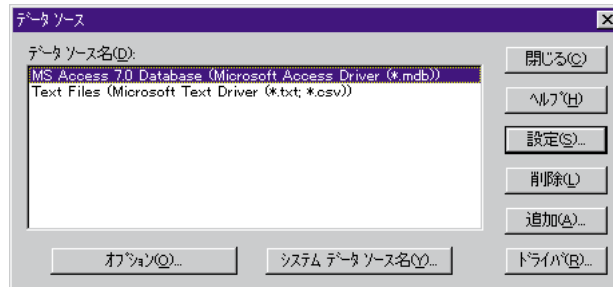 ﾃﾞｰﾀ ｿｰｽ
ﾃﾞｰﾀ ｿｰｽ名(D):
MS Access 7.0 Database (Microsoft Access Driver (*.mdb))
Text Files (Microsoft Text Driver (*.txt; *.csv))
閉じる(C)
ﾍﾙﾌﾟ(H)
設定(S)...
削除(L)
追加(A)...
ｵﾌﾟｼｮﾝ(O)...
ｼｽﾃﾑ ﾃﾞｰﾀ ｿｰｽ名(Y)...
ﾄﾞﾗｲﾊﾞ(R)...